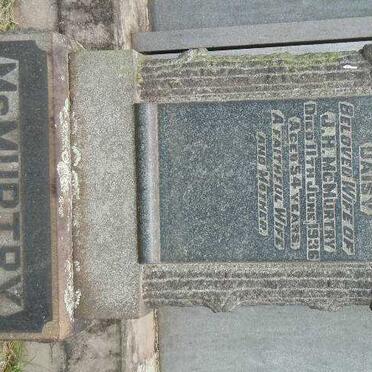 DAISY
BELOVED WIFE OF
J.H. McMURTRY
DIED 11TH JUNE 1936
AGED 54 YEARS
A FAITHFUL WIFE
AND MOTHER
McMURTRY